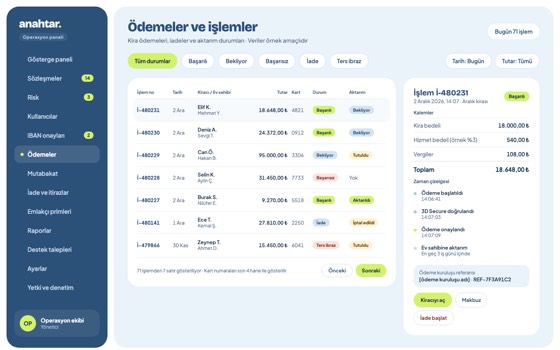 anahtar.
Operasyon paneli
Gösterge paneli
Sözleşmeler 14
Risk 3
Kullanıcılar
IBAN onayları 2
Ödemeler
Mutabakat
İade ve itirazlar
Emlakçı primleri
Raporlar
Destek talepleri
Ayarlar
Yetki ve denetim
OP Operasyon ekibi
Yönetici
Ödemeler ve işlemler
Kira ödemeleri, iadeler ve aktarım durumları · Veriler örnek amaçlıdır
Bugün 71 işlem
Tüm durumlar Başarılı Bekliyor Başarısız İade Ters ibraz Tarih: Bugün Tutar: Tümü
İşlem no Tarih Kiracı / Ev sahibi Tutar Kart Durum Aktarım
İ-480231 2 Ara Elif K. 18.648,00 ₺ 4821 Başarılı Bekliyor
Mehmet Y.
İ-480230 2 Ara Deniz A. 24.372,00 ₺ 0912 Başarılı Bekliyor
Sevgi T.
İ-480229 2 Ara Can Ö. 95.000,00 ₺ 3306 Bekliyor Tutuldu
Hakan B.
İ-480228 2 Ara Selin K. 31.450,00 ₺ 7733 Başarısız Yok
Aylin Ç.
İ-480227 2 Ara Burak S. 9.270,00 ₺ 5518 Başarılı Aktarıldı
Nilüfer E.
İ-480141 1 Ara Ece T. 27.810,00 ₺ 2250 İade İptal edildi
Kemal Ş.
İ-479866 30 Kas Zeynep T. 15.450,00 ₺ 6041 Ters ibraz Tutuldu
Ahmet D.
71 işlemden 7 satır gösteriliyor · Kart numaraları son 4 hane ile gösterilir
Önceki Sonraki
İşlem İ-480231 Başarılı
2 Aralık 2026, 14:07 · Aralık kirası
Kalemler
Kira bedeli 18.000,00 ₺
Hizmet bedeli (örnek %3) 540,00 ₺
Vergiler 108,00 ₺
Toplam 18.648,00 ₺
Zaman çizelgesi
Ödeme başlatıldı
14:06:41
3D Secure doğrulandı
14:07:03
Ödeme onaylandı
14:07:09
Ev sahibine aktarım
En geç 3 iş günü içinde
Ödeme kuruluşu referansı
[ödeme kuruluşu adı] · REF-7F3A91C2
Kiracıyı aç Makbuz
İade başlat